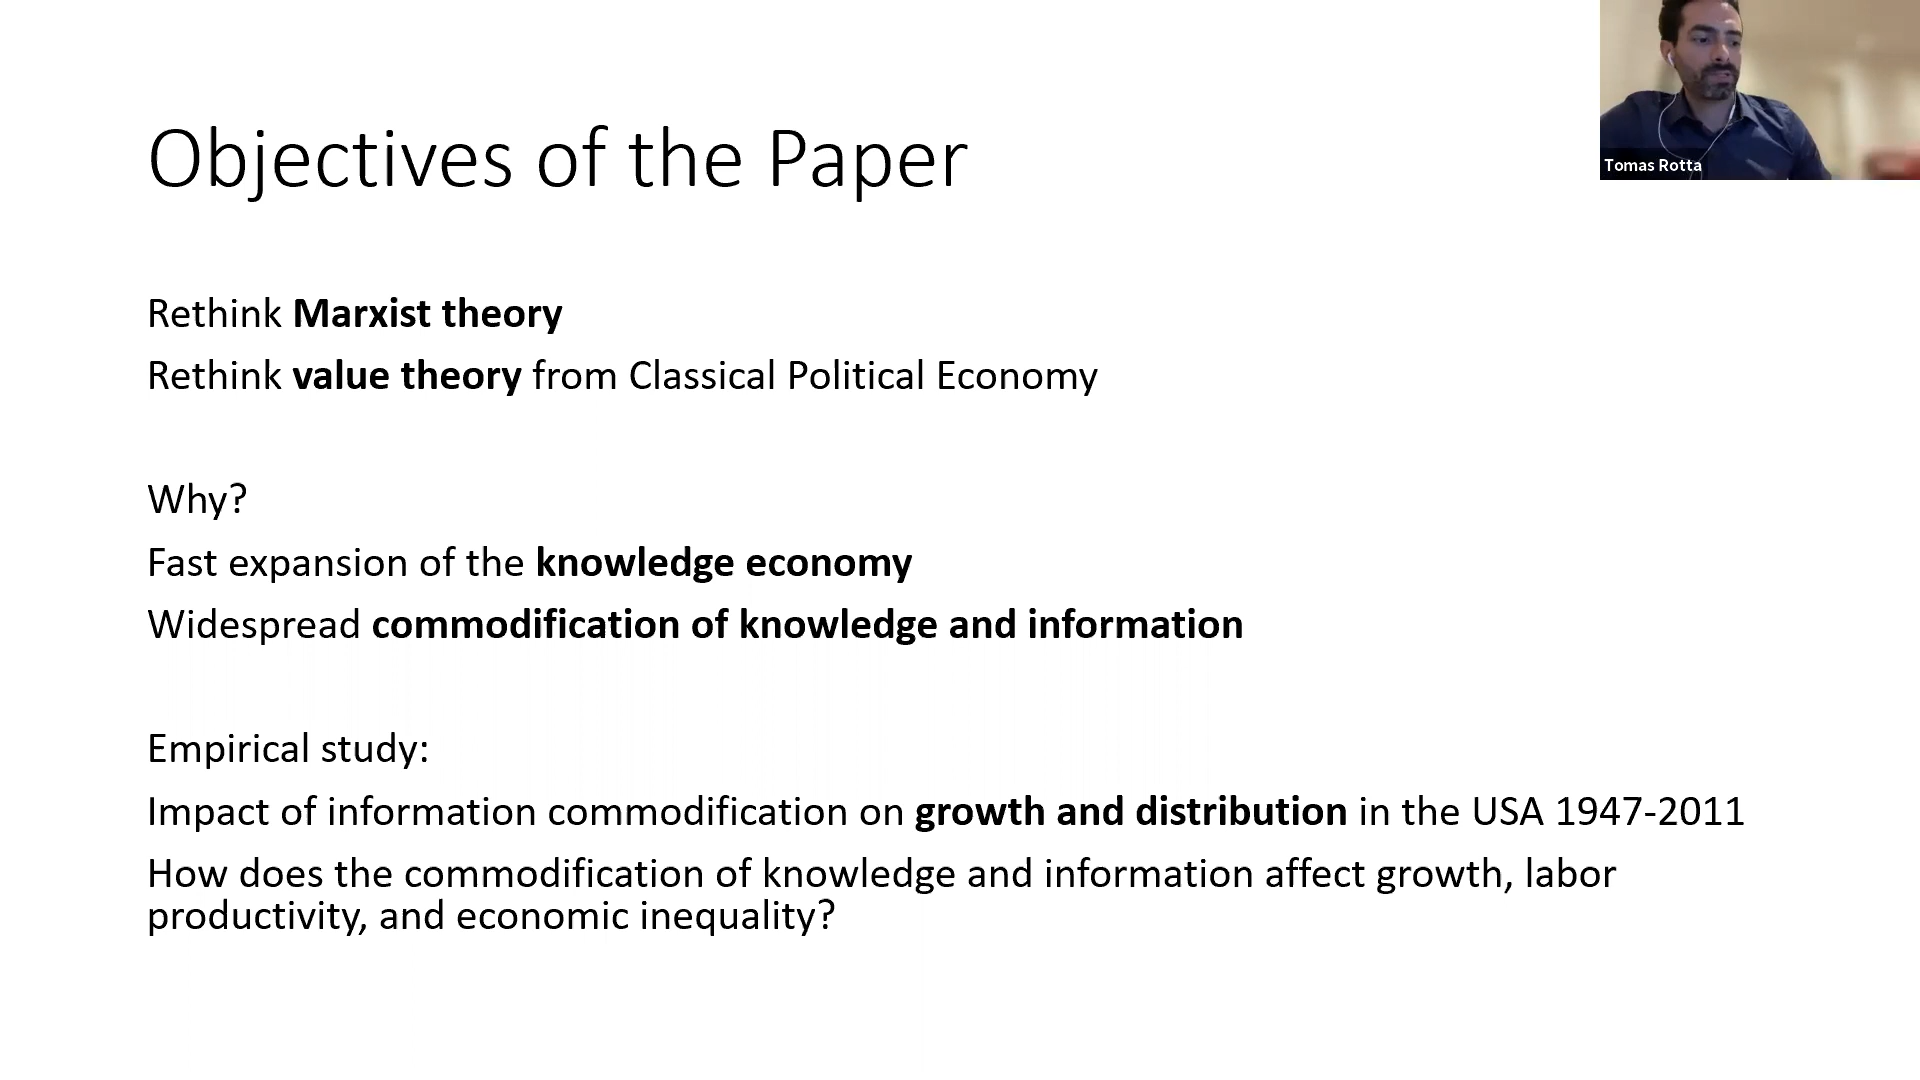 Objectives of the Paper
Tomas Rotta
Rethink Marxist theory
Rethink value theory from Classical Political Economy
Why?
Fast expansion of the knowledge economy
Widespread commodification of knowledge and information
Empirical study:
Impact of information commodification on growth and distribution in the USA 1947-2011
How does the commodification of knowledge and information affect growth, labor
productivity, and economic inequality?